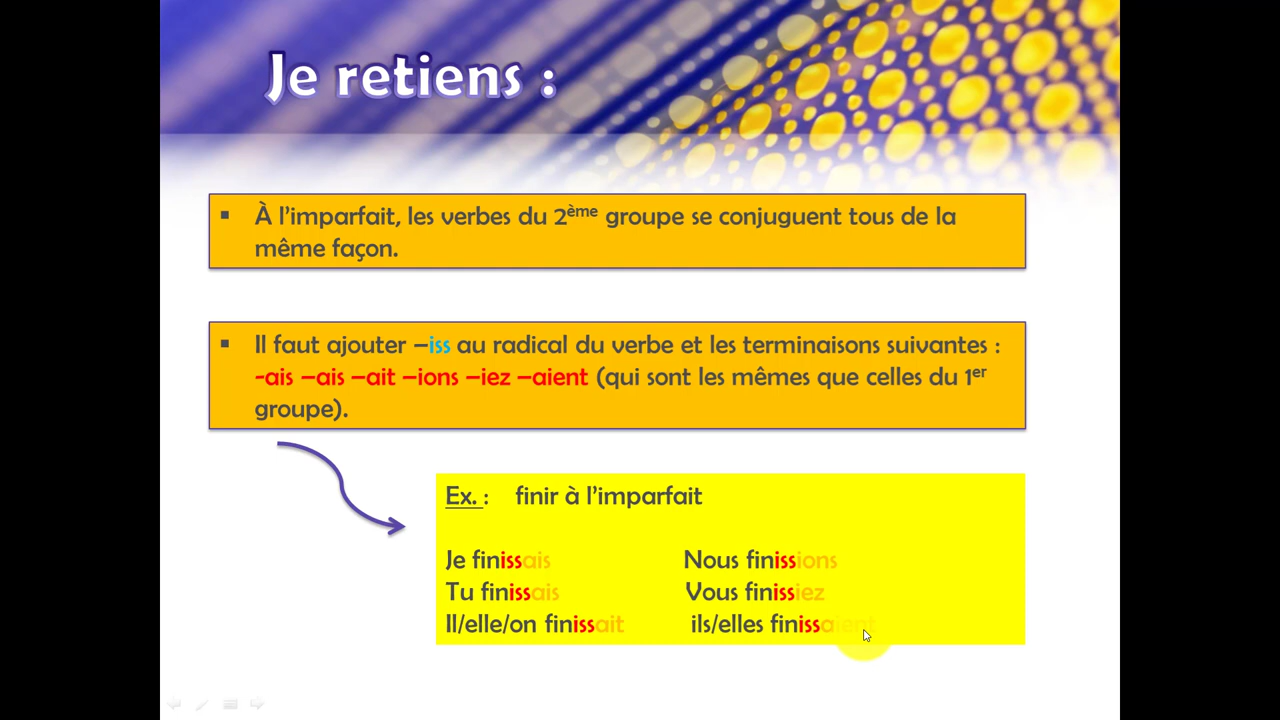 Je retiens :
▪ À l'imparfait, les verbes du 2ème groupe se conjuguent tous de la
même façon.
▪ Il faut ajouter –iss au radical du verbe et les terminaisons suivantes :
-ais –ais –ait –ions –iez –aient (qui sont les mêmes que celles du 1er
groupe).
Ex. : finir à l'imparfait
Je finissais Nous finissions
Tu finissais Vous finissiez
Il/elle/on finissait ils/elles finissaient